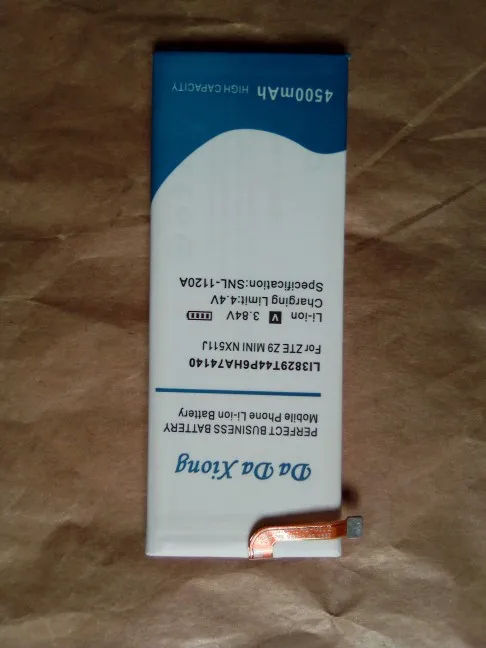 Da Da Xiong
PERFECT BUSINESS BATTERY
Mobile Phone Li-ion Battery
LI3829T44P6HA74140
For ZTE Z9 MINI NX511J
Li-ion V 3.84V
Charging Limit:4.4V
Specification:SNL-1120A
4500mAh HIGH CAPACITY